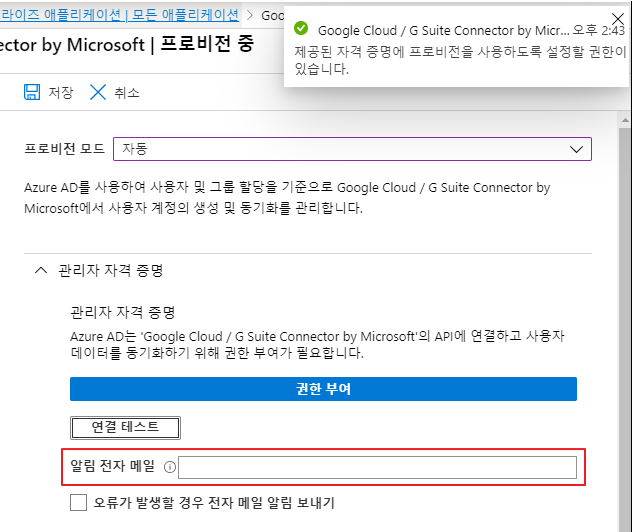 라이즈 애플리케이션 | 모든 애플리케이션 > Goo
ector by Microsoft | 프로비전 중
Google Cloud / G Suite Connector by Micr... 오후 2:43
제공된 자격 증명에 프로비전을 사용하도록 설정할 권한이
있습니다.
저장 취소
프로비전 모드 자동
Azure AD를 사용하여 사용자 및 그룹 할당을 기준으로 Google Cloud / G Suite Connector by
Microsoft에서 사용자 계정의 생성 및 동기화를 관리합니다.
관리자 자격 증명
관리자 자격 증명
Azure AD는 'Google Cloud / G Suite Connector by Microsoft'의 API에 연결하고 사용자
데이터를 동기화하기 위해 권한 부여가 필요합니다.
권한 부여
연결 테스트
알림 전자 메일
오류가 발생할 경우 전자 메일 알림 보내기